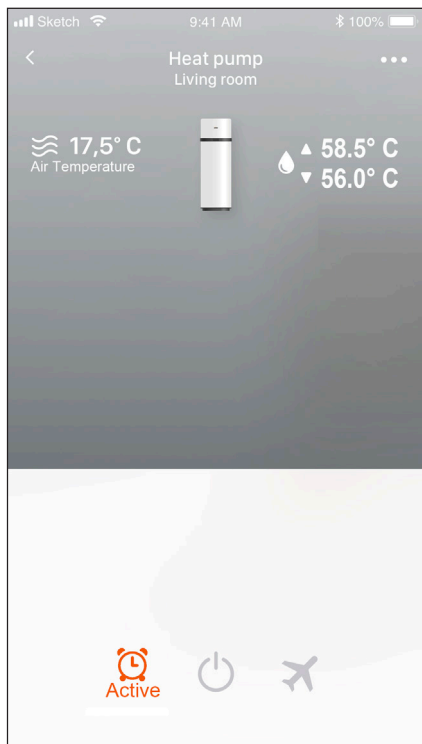 Sketch 9:41 AM 100%
Heat pump
Living room
17,5° C
Air Temperature
▲ 58.5° C
▼ 56.0° C
Active